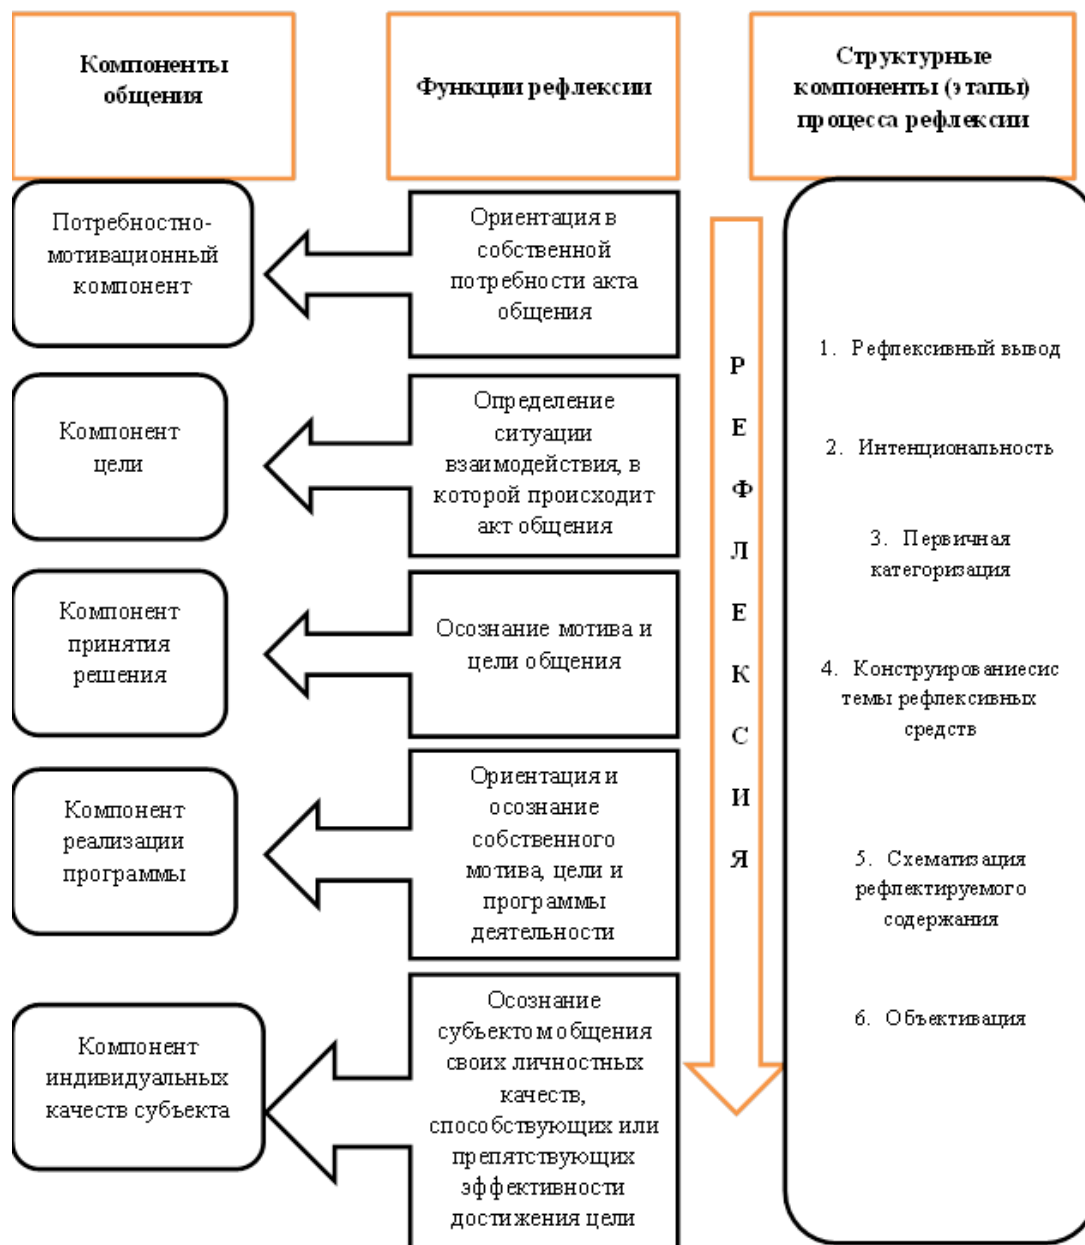 Компоненты
общения
Функции рефлексии
Структурные
компоненты (этапы)
процесса рефлексии
Потребностно-
мотивационный
компонент
Ориентация в
собственной
потребности акта
общения
Компонент
цели
Определение
ситуации
взаимодействия, в
которой происходит
акт общения
Компонент
принятия
решения
Осознание мотива и
цели общения
Компонент
реализации
программы
Ориентация и
осознание
собственного
мотива, цели и
программы
деятельности
Компонент
индивидуальных
качеств субъекта
Осознание
субъектом общения
своих личностных
качеств,
способствующих или
препятствующих
эффективности
достижения цели
Р
Е
Ф
Л
Е
К
С
И
Я
1. Рефлексивный вывод
2. Интенциональность
3. Первичная
категоризация
4. Конструированиесис
темы рефлексивных
средств
5. Схематизация
рефлектируемого
содержания
6. Объективация